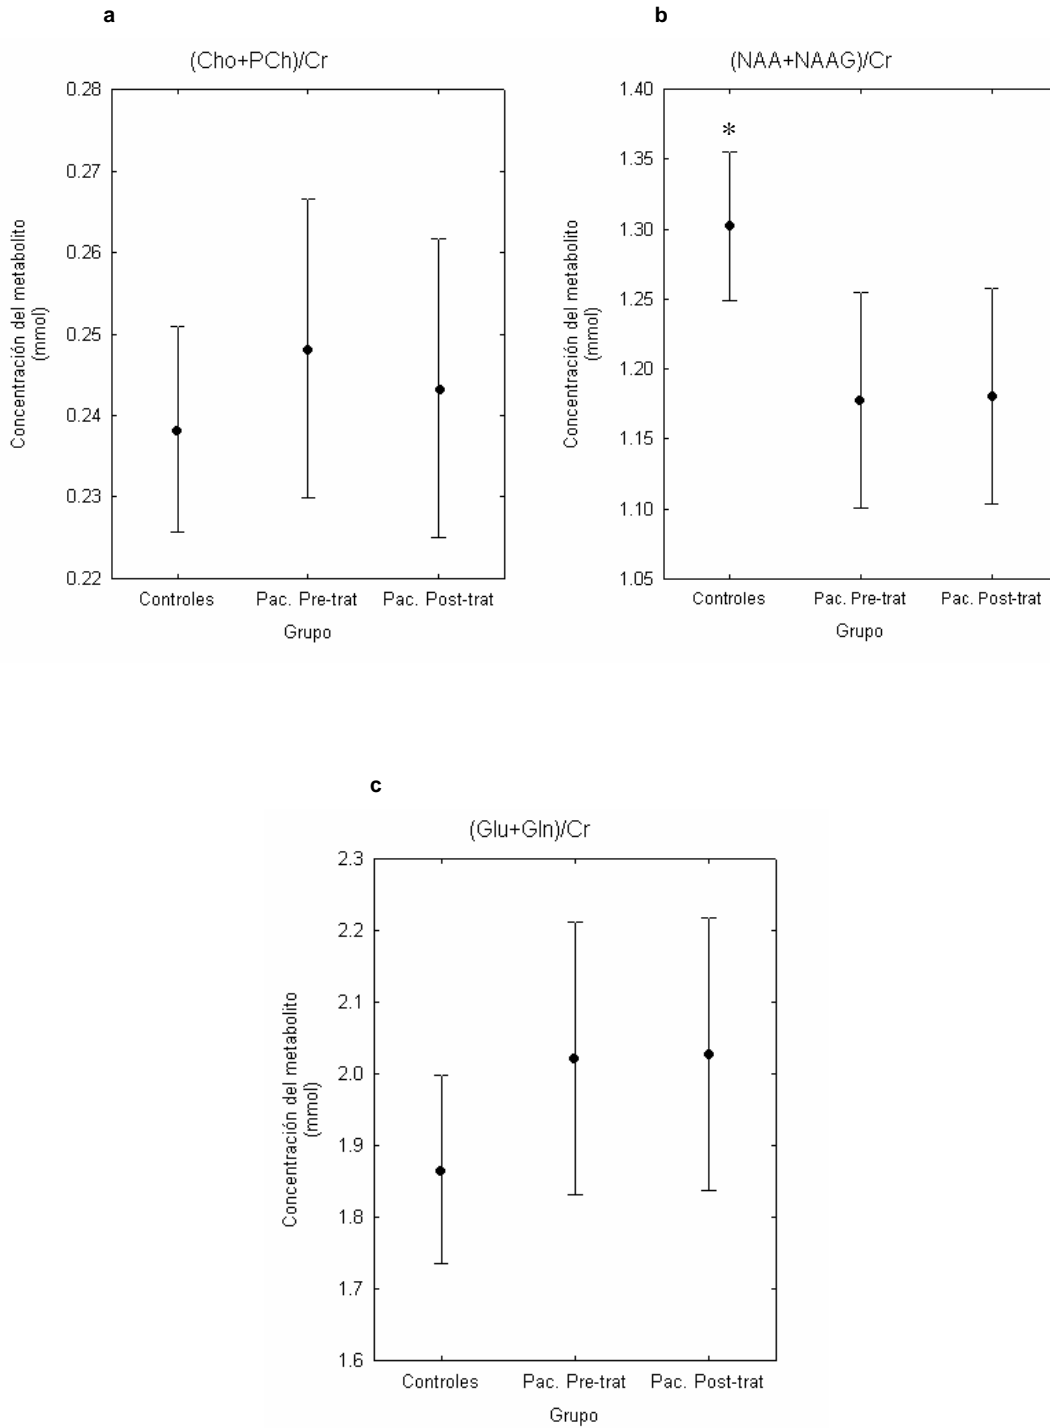 a
(Cho+PCh)/Cr
0.28
0.27
0.26
0.25
0.24
0.23
0.22
Concentración del metabolito
(mmol)
Controles Pac. Pre-trat Pac. Post-trat
Grupo
b
(NAA+NAAG)/Cr
1.40
1.35
1.30
1.25
1.20
1.15
1.10
1.05
*
Concentración del metabolito
(mmol)
Controles Pac. Pre-trat Pac. Post-trat
Grupo
c
(Glu+Gln)/Cr
2.3
2.2
2.1
2.0
1.9
1.8
1.7
1.6
Concentración del metabolito
(mmol)
Controles Pac. Pre-trat Pac. Post-trat
Grupo